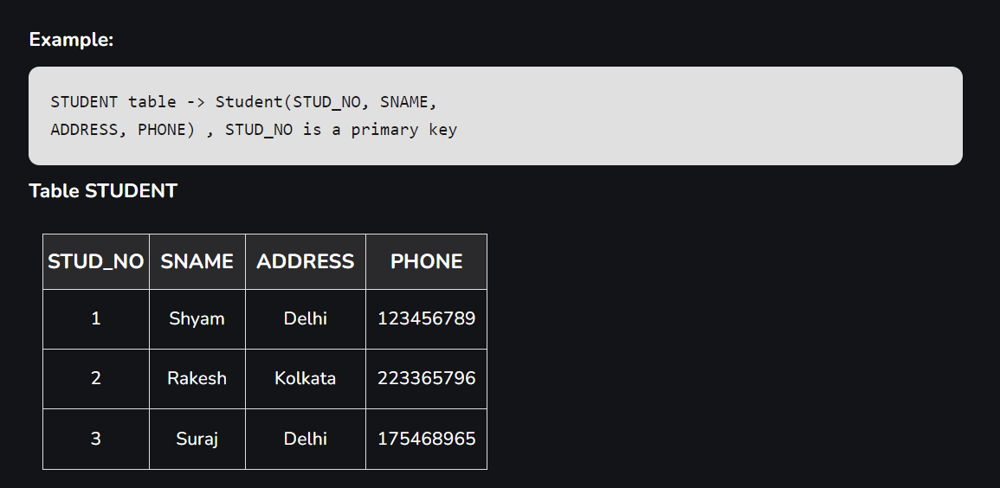 Example:
STUDENT table -> Student(STUD_NO, SNAME,
ADDRESS, PHONE) , STUD_NO is a primary key
Table STUDENT
STUD_NO SNAME ADDRESS PHONE
1 Shyam Delhi 123456789
2 Rakesh Kolkata 223365796
3 Suraj Delhi 175468965